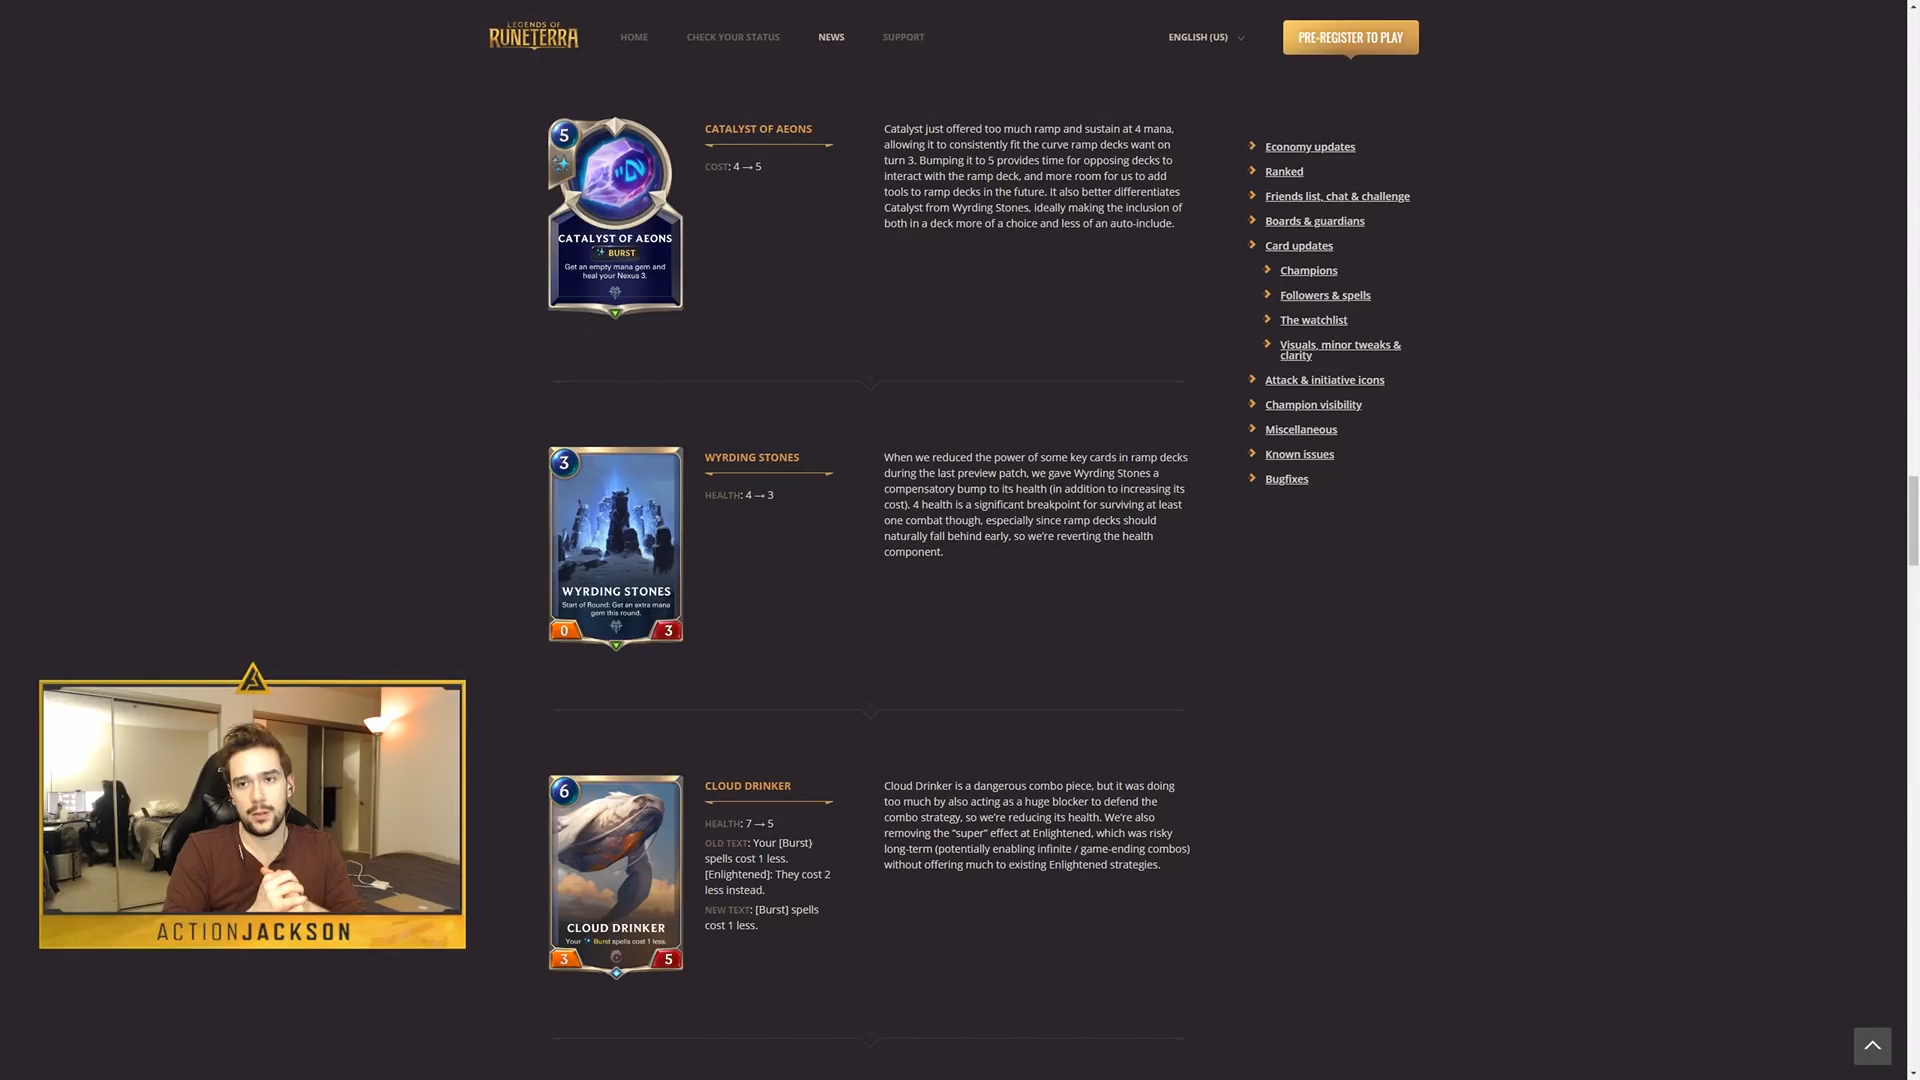 LEGENDS OF
RUNETERRA
HOME
CHECK YOUR STATUS
NEWS
SUPPORT
ENGLISH (US)
PRE-REGISTER TO PLAY
5
CATALYST OF AEONS
BURST
Get an empty mana gem and
heal your Nexus 3.
CATALYST OF AEONS
COST: 4 → 5
Catalyst just offered too much ramp and sustain at 4 mana,
allowing it to consistently fit the curve ramp decks want on
turn 3. Bumping it to 5 provides time for opposing decks to
interact with the ramp deck, and more room for us to add
tools to ramp decks in the future. It also better differentiates
Catalyst from Wyrding Stones, ideally making the inclusion of
both in a deck more of a choice and less of an auto-include.
Economy updates
Ranked
Friends list, chat & challenge
Boards & guardians
Card updates
Champions
Followers & spells
The watchlist
Visuals, minor tweaks &
clarity
Attack & initiative icons
Champion visibility
Miscellaneous
Known issues
Bugfixes
3
WYRDING STONES
Start of Round: Get an extra mana
gem this round.
0
3
WYRDING STONES
HEALTH: 4 → 3
When we reduced the power of some key cards in ramp decks
during the last preview patch, we gave Wyrding Stones a
compensatory bump to its health (in addition to increasing its
cost). 4 health is a significant breakpoint for surviving at least
one combat though, especially since ramp decks should
naturally fall behind early, so we're reverting the health
component.
6
CLOUD DRINKER
Your Burst spells cost 1 less.
3
5
CLOUD DRINKER
HEALTH: 7 → 5
OLD TEXT: Your [Burst}
spells cost 1 less.
[Enlightened]: They cost 2
less instead.
NEW TEXT: [Burst] spells
cost 1 less.
Cloud Drinker is a dangerous combo piece, but it was doing
too much by also acting as a huge blocker to defend the
combo strategy, so we're reducing its health. We're also
removing the "super" effect at Enlightened, which was risky
long-term (potentially enabling infinite / game-ending combos)
without offering much to existing Enlightened strategies.
ACTIONJACKSON